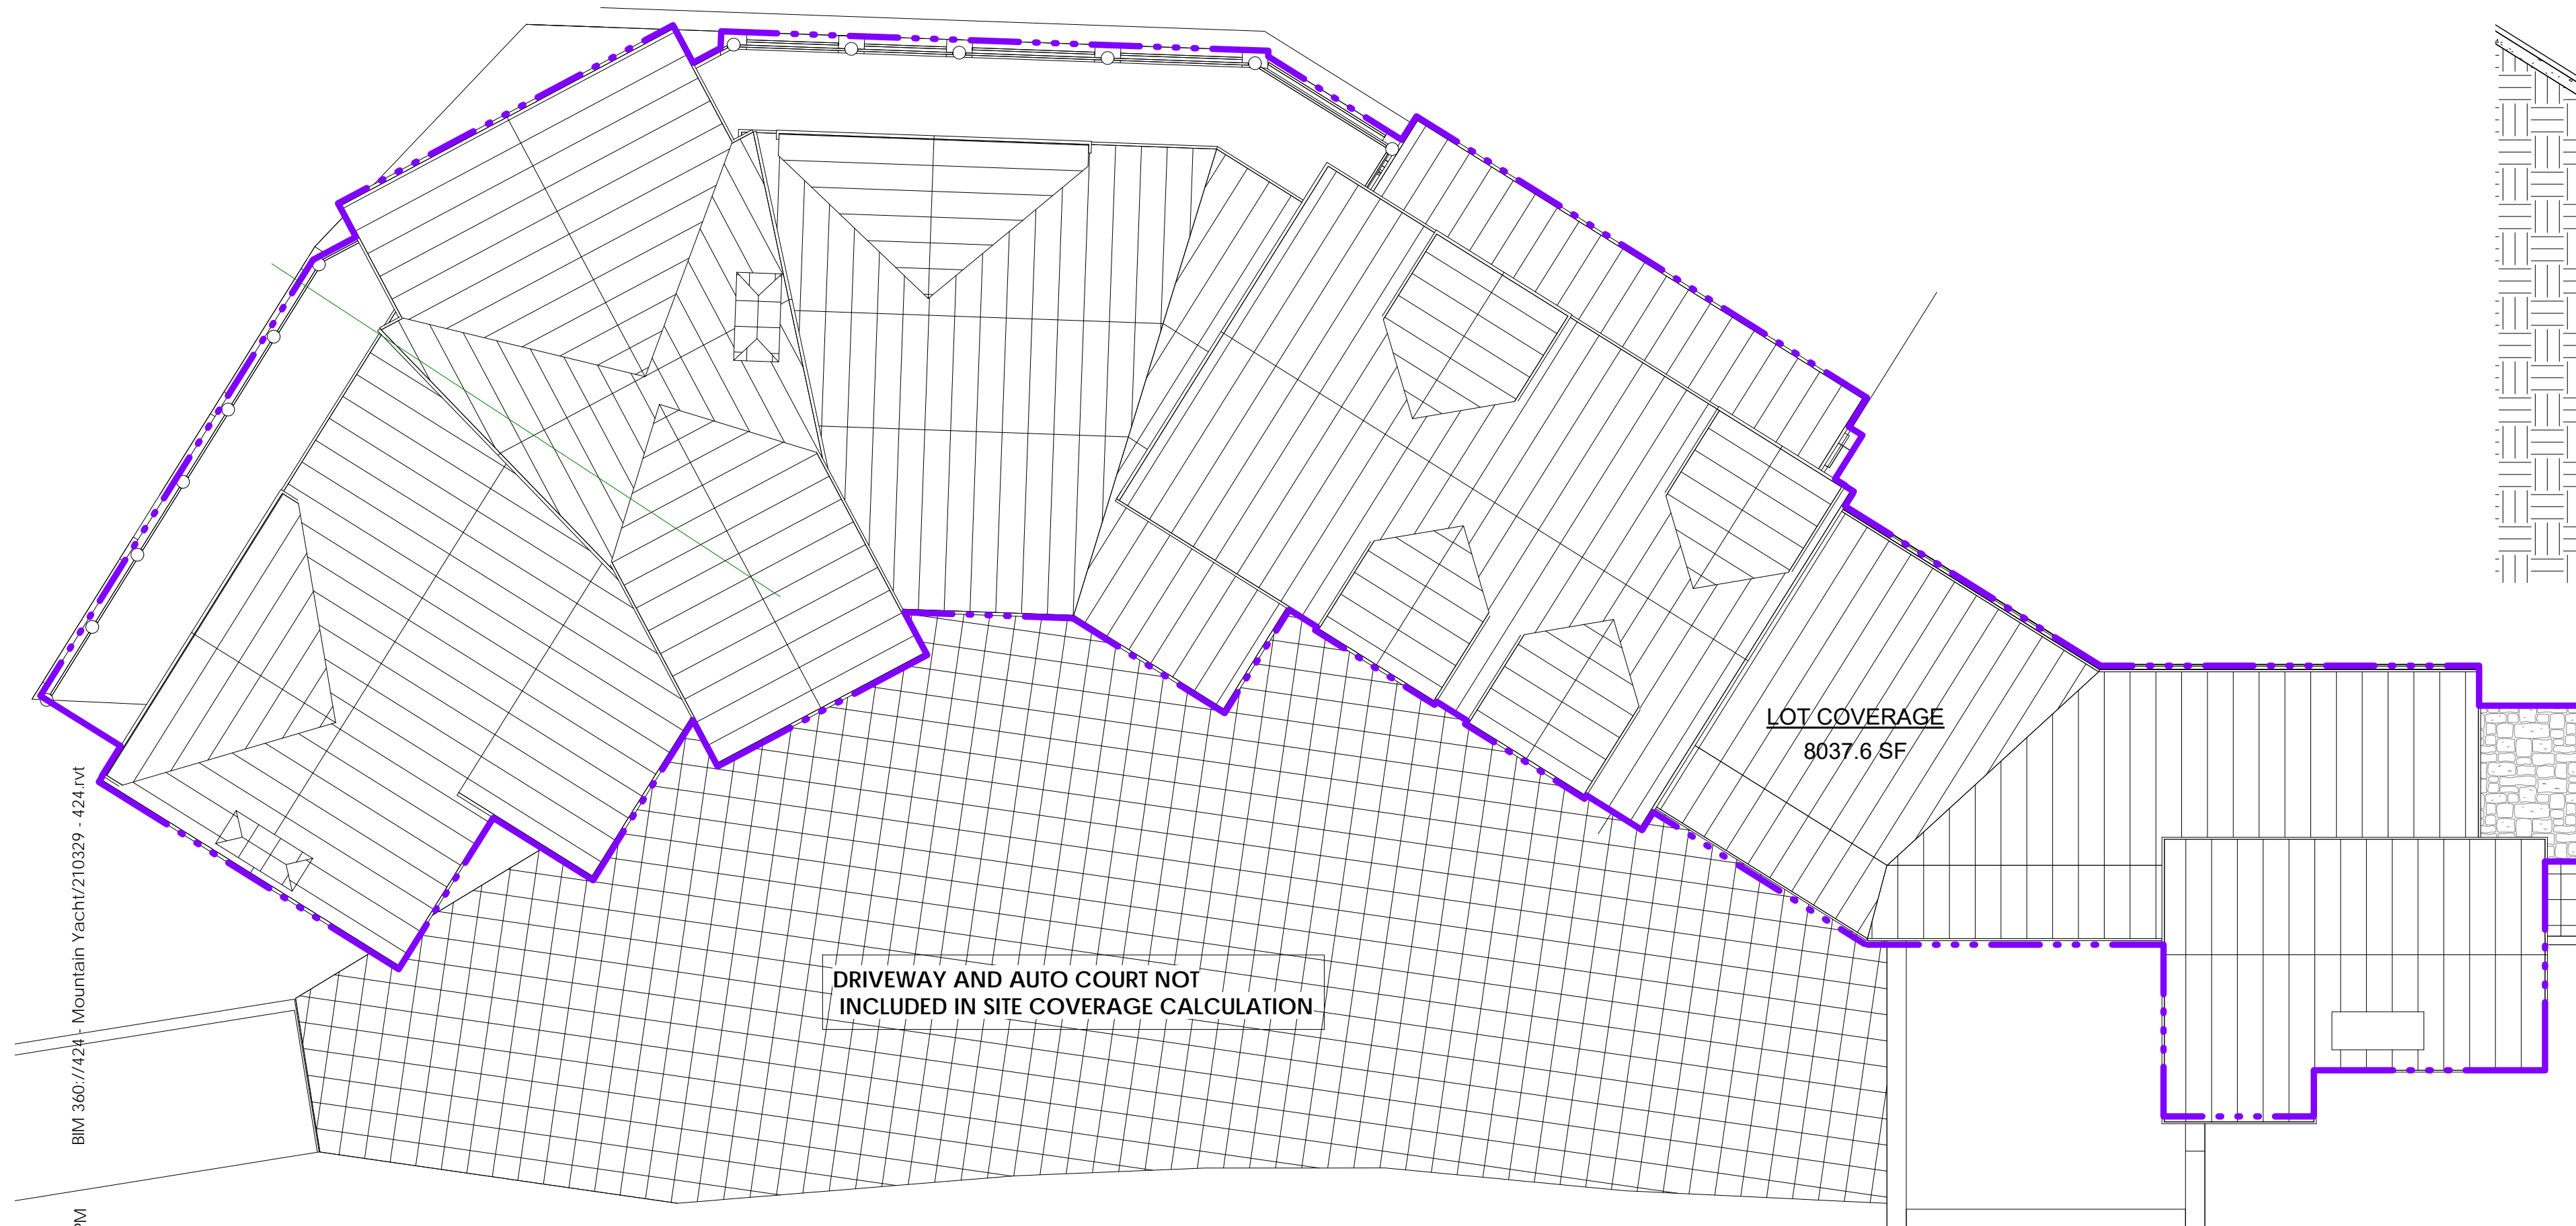 LOT COVERAGE
8037.6 SF
DRIVEWAY AND AUTO COURT NOT
INCLUDED IN SITE COVERAGE CALCULATION
BIM 360://424 - Mountain Yacht/210329 - 424.rvt
PM